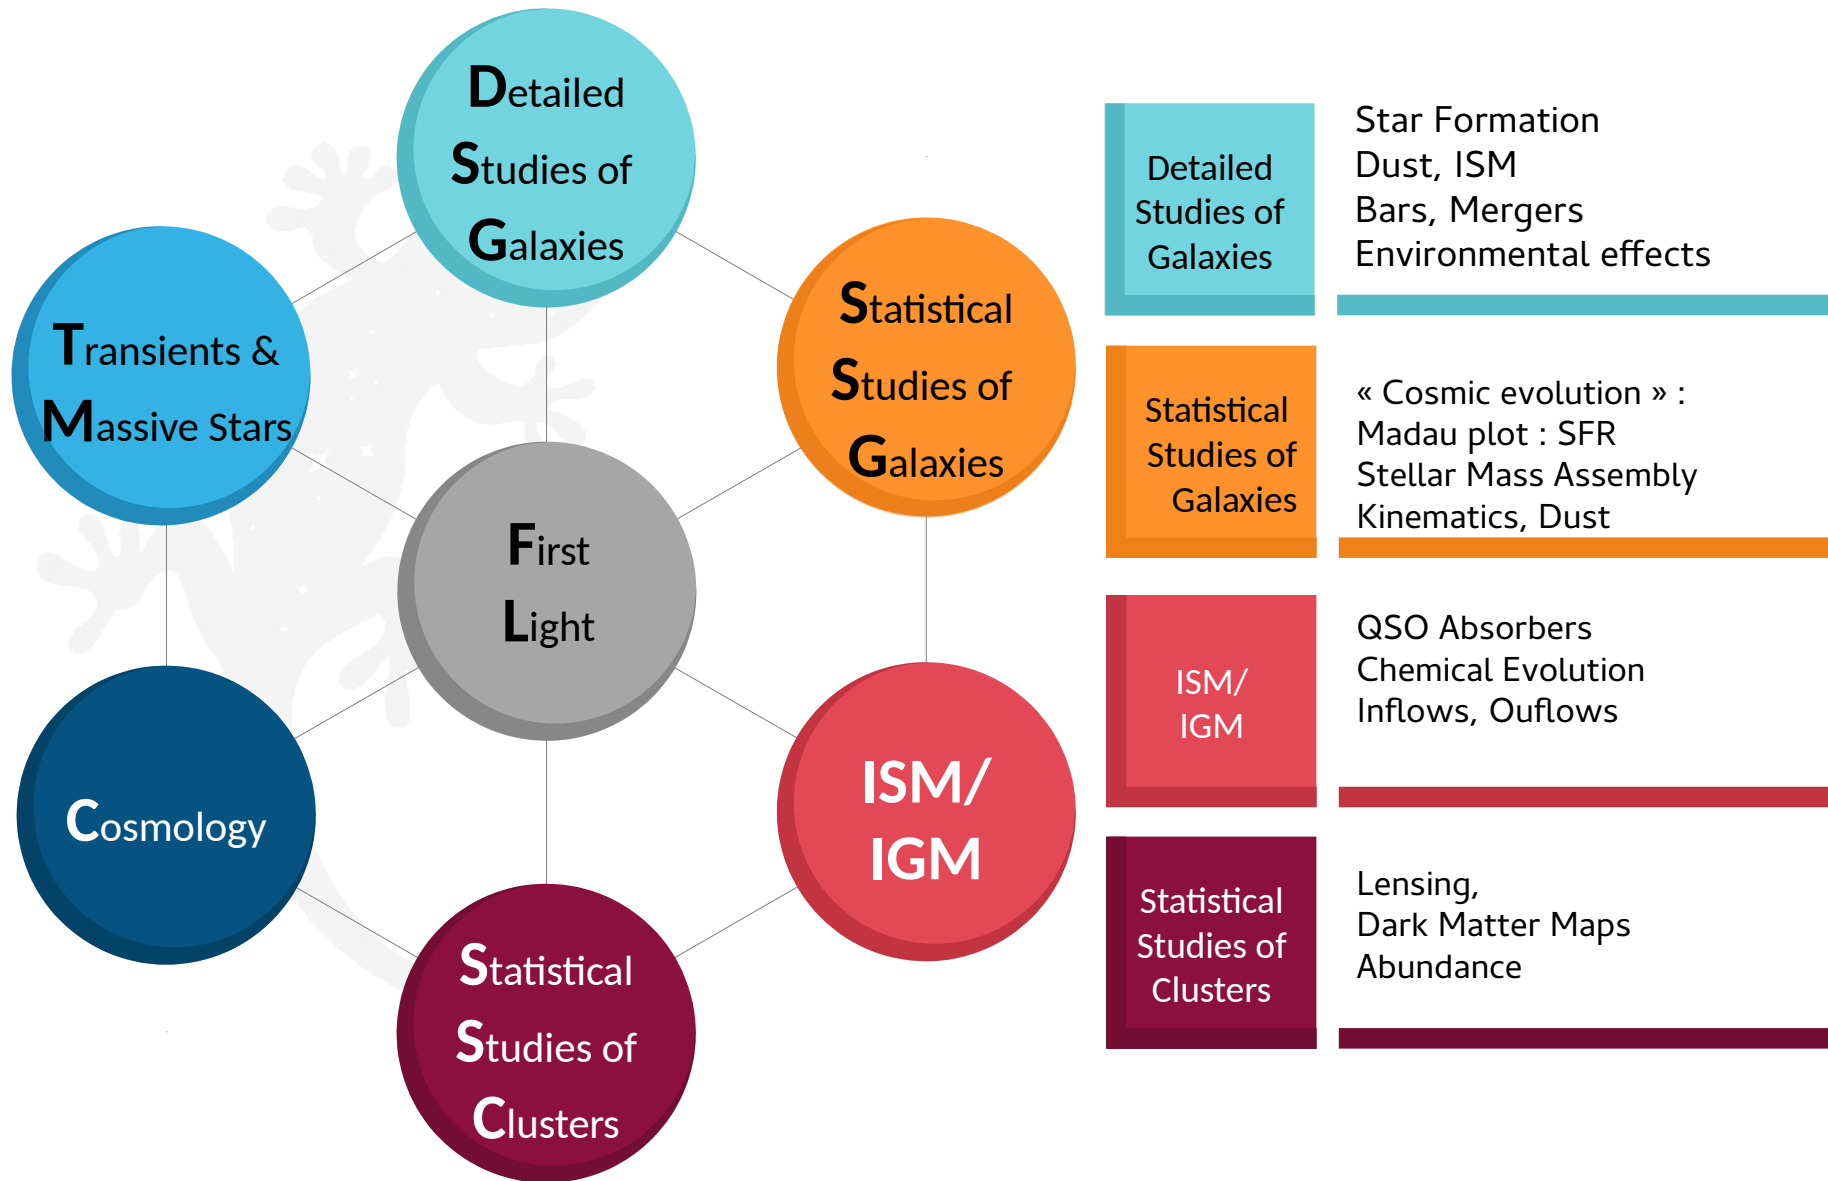 Detailed
Studies of
Galaxies
Transients &
Massive Stars
Statistical
Studies of
Galaxies
First
Light
Cosmology
ISM/
IGM
Statistical
Studies of
Clusters
Detailed
Studies of
Galaxies
Star Formation
Dust, ISM
Bars, Mergers
Environmental effects
Statistical
Studies of
Galaxies
« Cosmic evolution » :
Madau plot : SFR
Stellar Mass Assembly
Kinematics, Dust
ISM/
IGM
QSO Absorbers
Chemical Evolution
Inflows, Ouflows
Statistical
Studies of
Clusters
Lensing,
Dark Matter Maps
Abundance